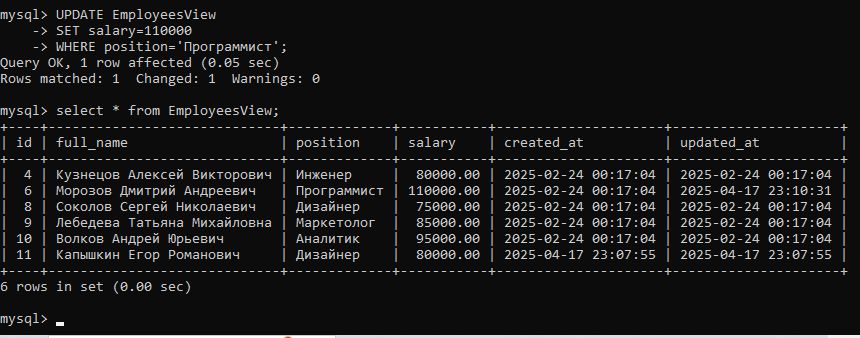 mysql> UPDATE EmployeesView
    -> SET salary=110000
    -> WHERE position='Программист';
Query OK, 1 row affected (0.05 sec)
Rows matched: 1  Changed: 1  Warnings: 0

mysql> select * from EmployeesView;
+----+-----------------------------+-------------+-----------+---------------------+---------------------+
| id | full_name                   | position    | salary    | created_at          | updated_at          |
+----+-----------------------------+-------------+-----------+---------------------+---------------------+
|  4 | Кузнецов Алексей Викторович | Инженер     |  80000.00 | 2025-02-24 00:17:04 | 2025-02-24 00:17:04 |
|  6 | Морозов Дмитрий Андреевич   | Программист | 110000.00 | 2025-02-24 00:17:04 | 2025-04-17 23:10:31 |
|  8 | Соколов Сергей Николаевич   | Дизайнер    |  75000.00 | 2025-02-24 00:17:04 | 2025-02-24 00:17:04 |
|  9 | Лебедева Татьяна Михайловна | Маркетолог  |  85000.00 | 2025-02-24 00:17:04 | 2025-02-24 00:17:04 |
| 10 | Волков Андрей Юрьевич       | Аналитик    |  95000.00 | 2025-02-24 00:17:04 | 2025-02-24 00:17:04 |
| 11 | Капышкин Егор Романович     | Дизайнер    |  80000.00 | 2025-04-17 23:07:55 | 2025-04-17 23:07:55 |
+----+-----------------------------+-------------+-----------+---------------------+---------------------+
6 rows in set (0.00 sec)

mysql> _